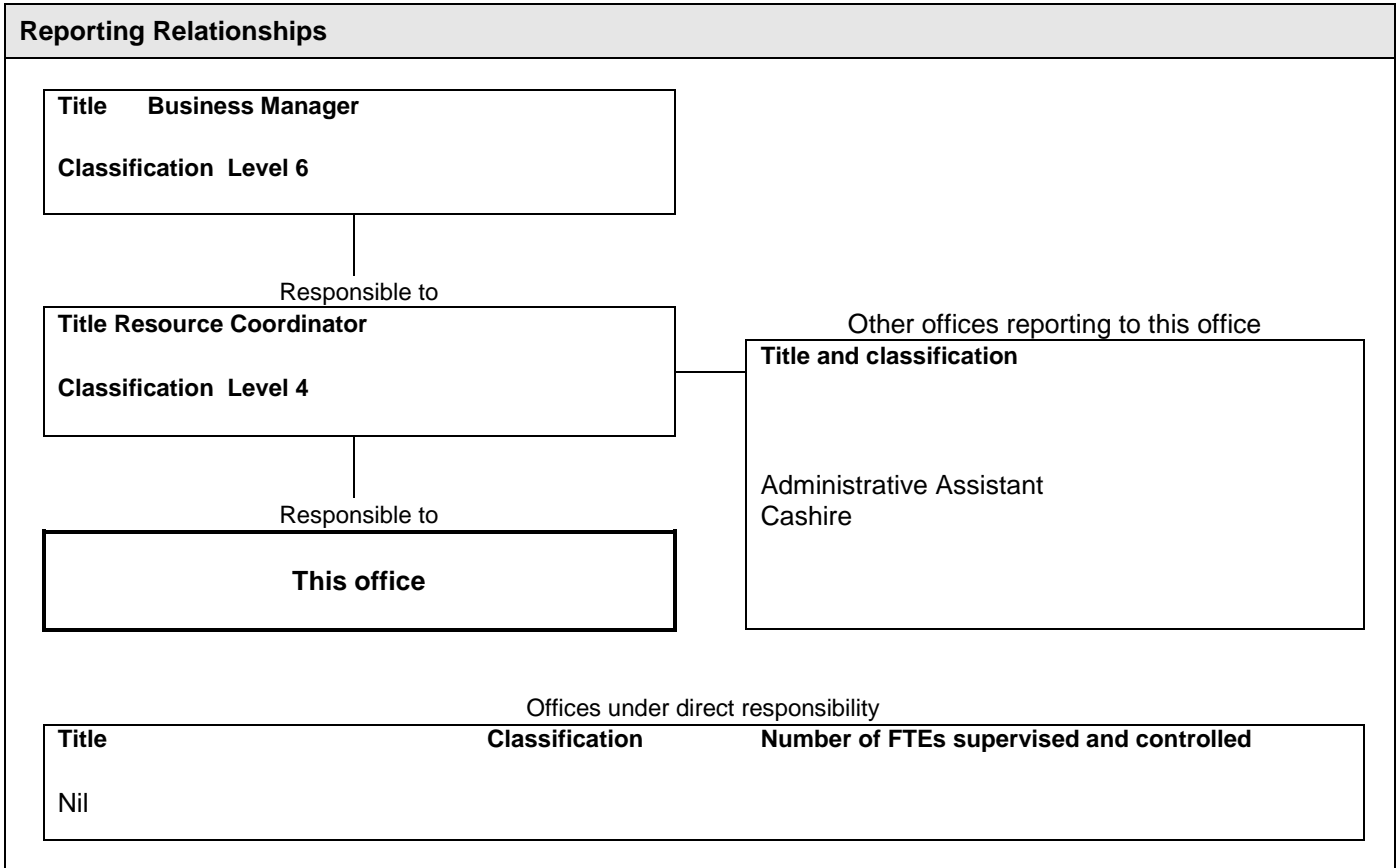 Reporting Relationships
Title Business Manager
Classification Level 6
Responsible to
Title Resource Coordinator
Classification Level 4
Other offices reporting to this office
Title and classification
Administrative Assistant
Cashire
Responsible to
This office
Offices under direct responsibility
Title Classification Number of FTEs supervised and controlled
Nil